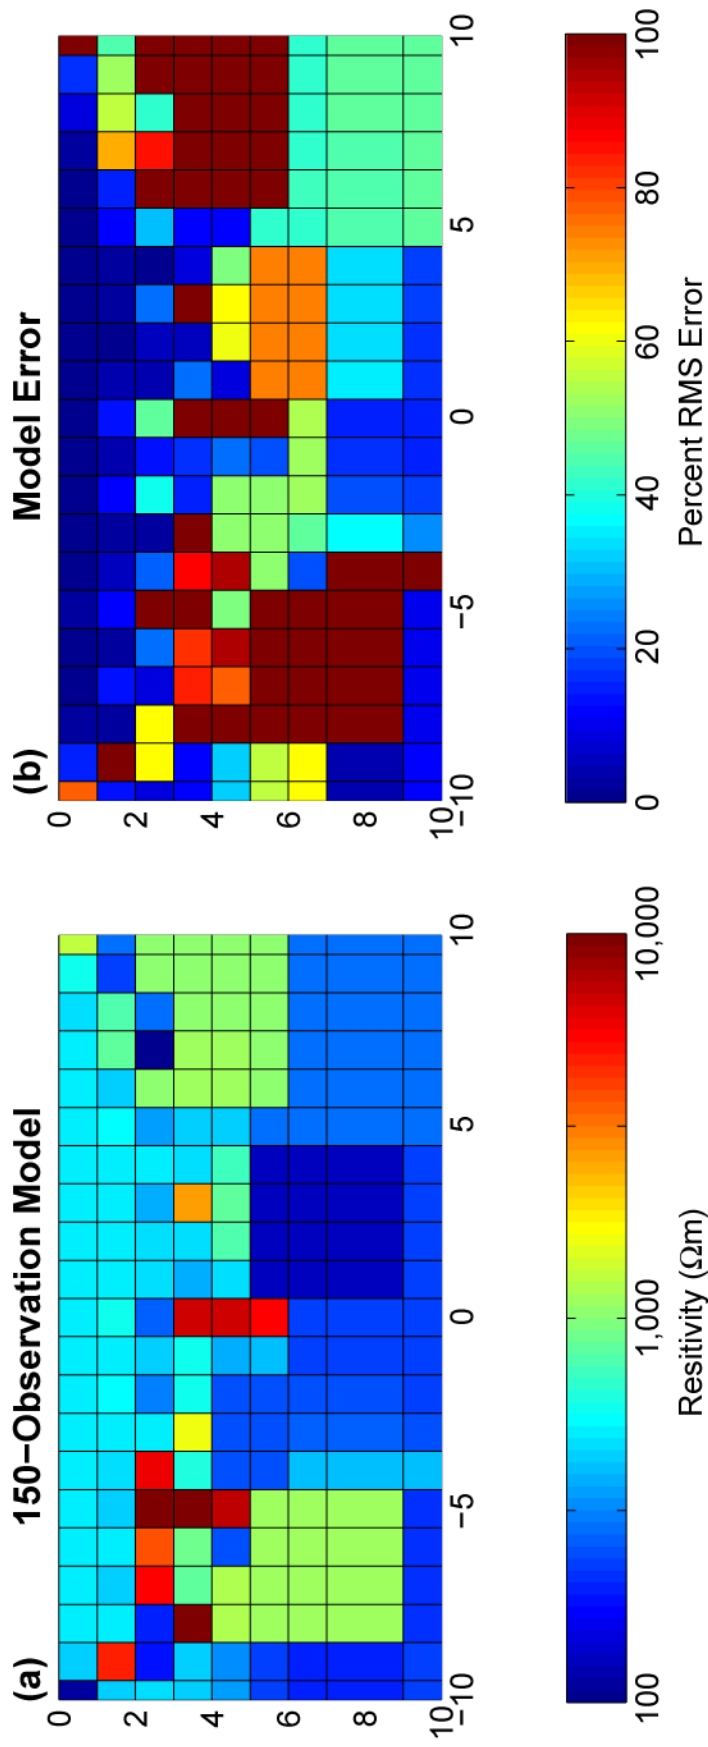 (a) 150−Observation Model
0
2
4
6
8
10
−10 −5 0 5 10
100 1,000 10,000
Resitivity (Ωm)
(b) Model Error
0
2
4
6
8
10
−10 −5 0 5 10
0 20 40 60 80 100
Percent RMS Error